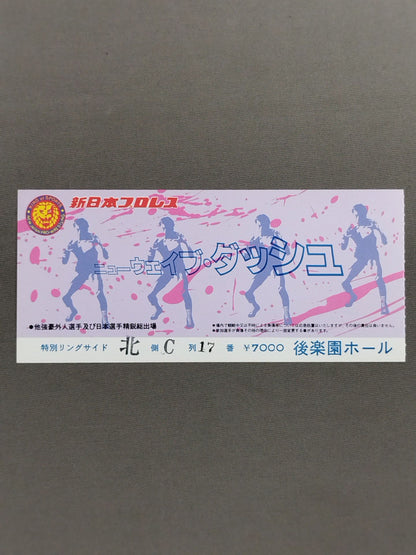 新日本プロレス
ニューウェイブ・ダッシュ
●他強豪外人選手及び日本選手精鋭総出場
特別リングサイド 北 側 C 列 17 番 ¥7000 後楽園ホール